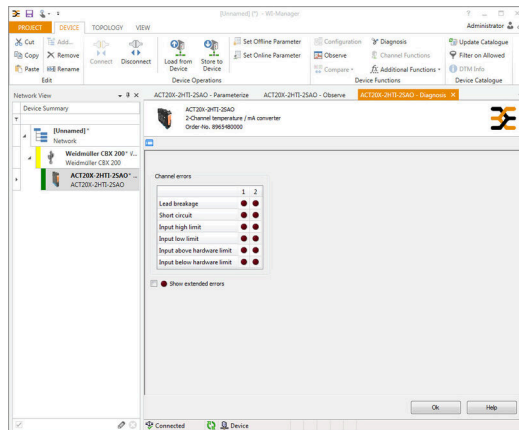 [Unnamed] (*) - WI-Manager
PROJECT DEVICE TOPOLOGY VIEW Administrator
Cut Add... Connect Disconnect Load from Device Store to Device Set Offline Parameter Configuration Diagnosis Update Catalogue
Copy Remove Set Online Parameter Observe Channel Functions Filter on Allowed
Paste Rename Compare Additional Functions DTM Info
Edit Device Operations Device Functions Device Catalogue
Network View
Device Summary
[Unnamed]*
Network
Weidmüller CBX 200* \/...
Weidmüller CBX 200
ACT20X-2HTI-2SAO* ...
ACT20X-2HTI-2SAO
ACT20X-2HTI-2SAO - Parameterize ACT20X-2HTI-2SAO - Observe ACT20X-2HTI-2SAO - Diagnosis
ACT20X-2HTI-2SAO
2-Channel temperature / mA converter
Order-No. 8965480000
Channel errors
1 2
Lead breakage
Short circuit
Input high limit
Input low limit
Input above hardware limit
Input below hardware limit
Show extended errors
Ok Help
Connected Device